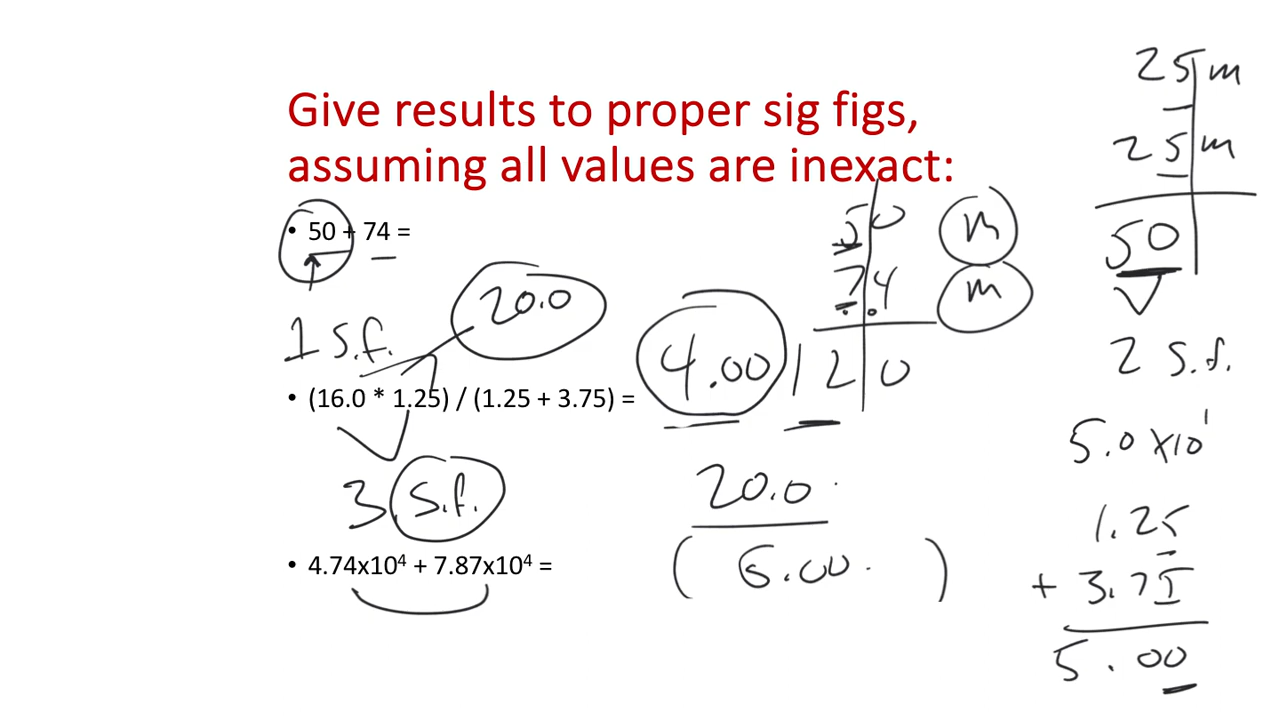 25 m
Give results to proper sig figs,
25 m
assuming all values are inexact:
50 m
• 50 + 74 =
50
74 m
20.0
1 s.f.
4.00
120
2 s.f.
• (16.0 * 1.25) / (1.25 + 3.75) =
5.0 x10¹
20.0
3 s.f.
1.25
• 4.74x10⁴ + 7.87x10⁴ =
(5.00)
+ 3.75
5.00